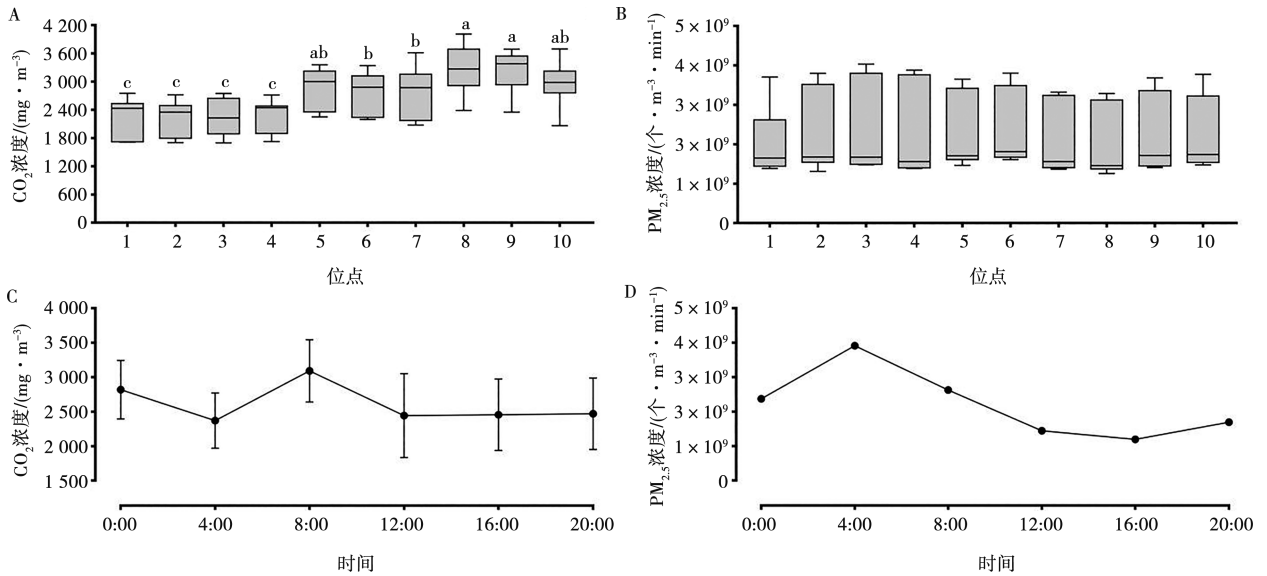 A
CO₂浓度/(mg·m⁻³)
4 200
3 600
3 000
2 400
1 800
1 200
600
0
c c c c ab b b a a ab
1 2 3 4 5 6 7 8 9 10
位点
B
PM₂.₅浓度/(个·m⁻³·min⁻¹)
5×10⁹
4×10⁹
3×10⁹
2×10⁹
1×10⁹
0
1 2 3 4 5 6 7 8 9 10
位点
C
CO₂浓度/(mg·m⁻³)
4 000
3 500
3 000
2 500
2 000
1 500
0:00 4:00 8:00 12:00 16:00 20:00
时间
D
PM₂.₅浓度/(个·m⁻³·min⁻¹)
5×10⁹
4×10⁹
3×10⁹
2×10⁹
1×10⁹
0
0:00 4:00 8:00 12:00 16:00 20:00
时间